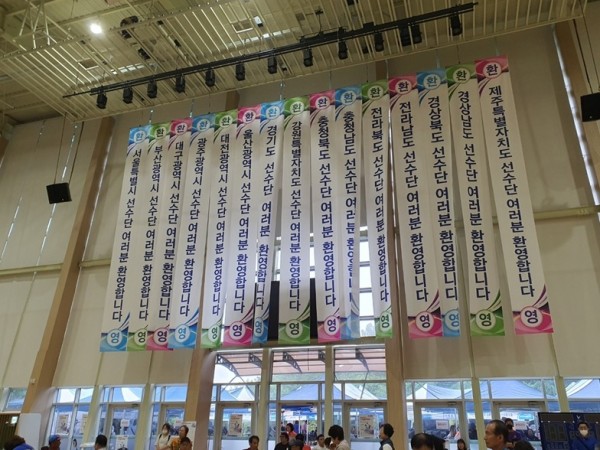 환 서울특별시 선수단 여러분 환영합니다 영
환 부산광역시 선수단 여러분 환영합니다 영
환 대구광역시 선수단 여러분 환영합니다 영
환 광주광역시 선수단 여러분 환영합니다 영
환 대전광역시 선수단 여러분 환영합니다 영
환 울산광역시 선수단 여러분 환영합니다 영
환 경기도 선수단 여러분 환영합니다 영
환 강원특별자치도 선수단 여러분 환영합니다 영
환 충청북도 선수단 여러분 환영합니다 영
환 충청남도 선수단 여러분 환영합니다 영
환 전라북도 선수단 여러분 환영합니다 영
환 전라남도 선수단 여러분 환영합니다 영
환 경상북도 선수단 여러분 환영합니다 영
환 경상남도 선수단 여러분 환영합니다 영
환 제주특별자치도 선수단 여러분 환영합니다 영